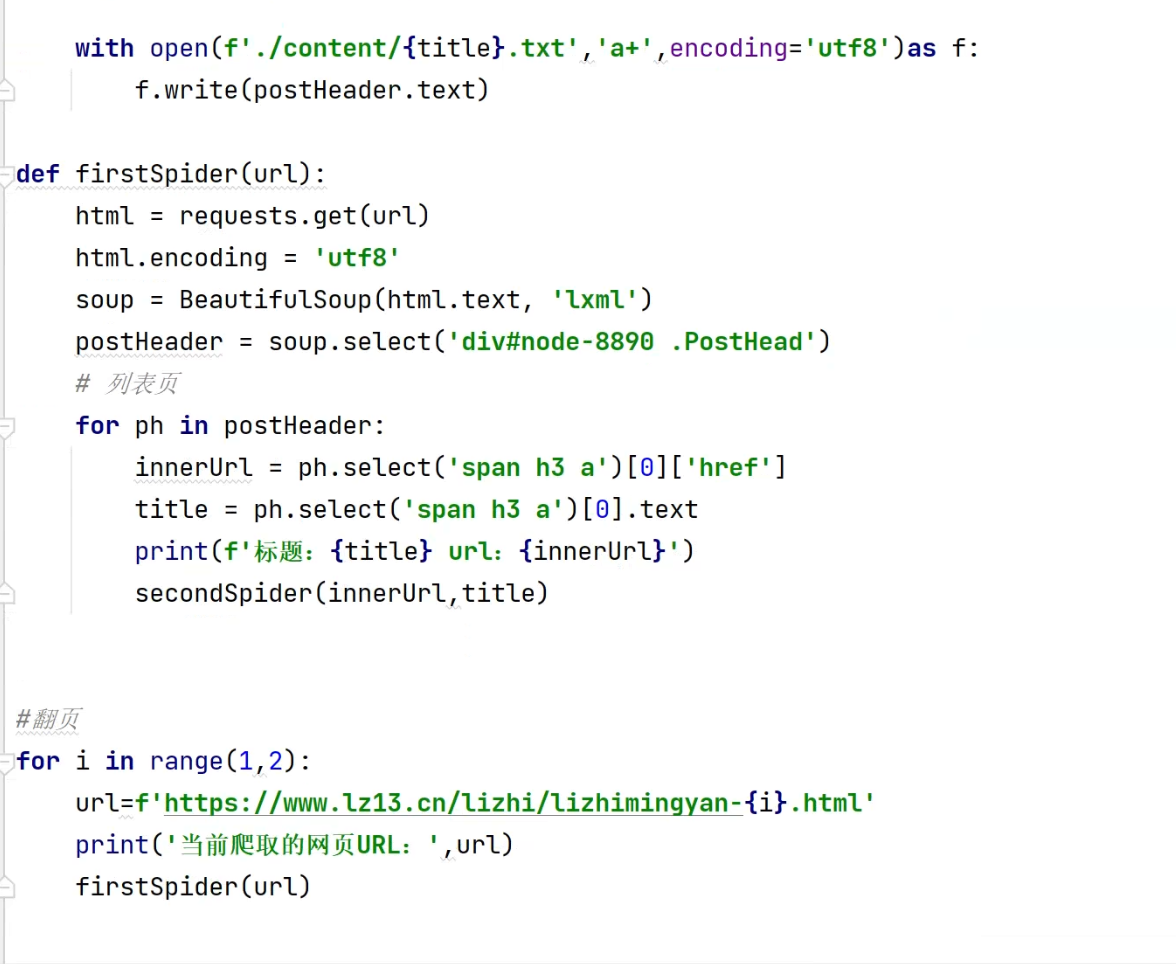 with open(f'./content/{title}.txt','a+',encoding='utf8')as f:
f.write(postHeader.text)
def firstSpider(url):
html = requests.get(url)
html.encoding = 'utf8'
soup = BeautifulSoup(html.text, 'lxml')
postHeader = soup.select('div#node-8890 .PostHead')
# 列表页
for ph in postHeader:
innerUrl = ph.select('span h3 a')[0]['href']
title = ph.select('span h3 a')[0].text
print(f'标题：{title} url：{innerUrl}')
secondSpider(innerUrl,title)
#翻页
for i in range(1,2):
url=f'https://www.lz13.cn/lizhi/lizhimingyan-{i}.html'
print('当前爬取的网页URL：',url)
firstSpider(url)